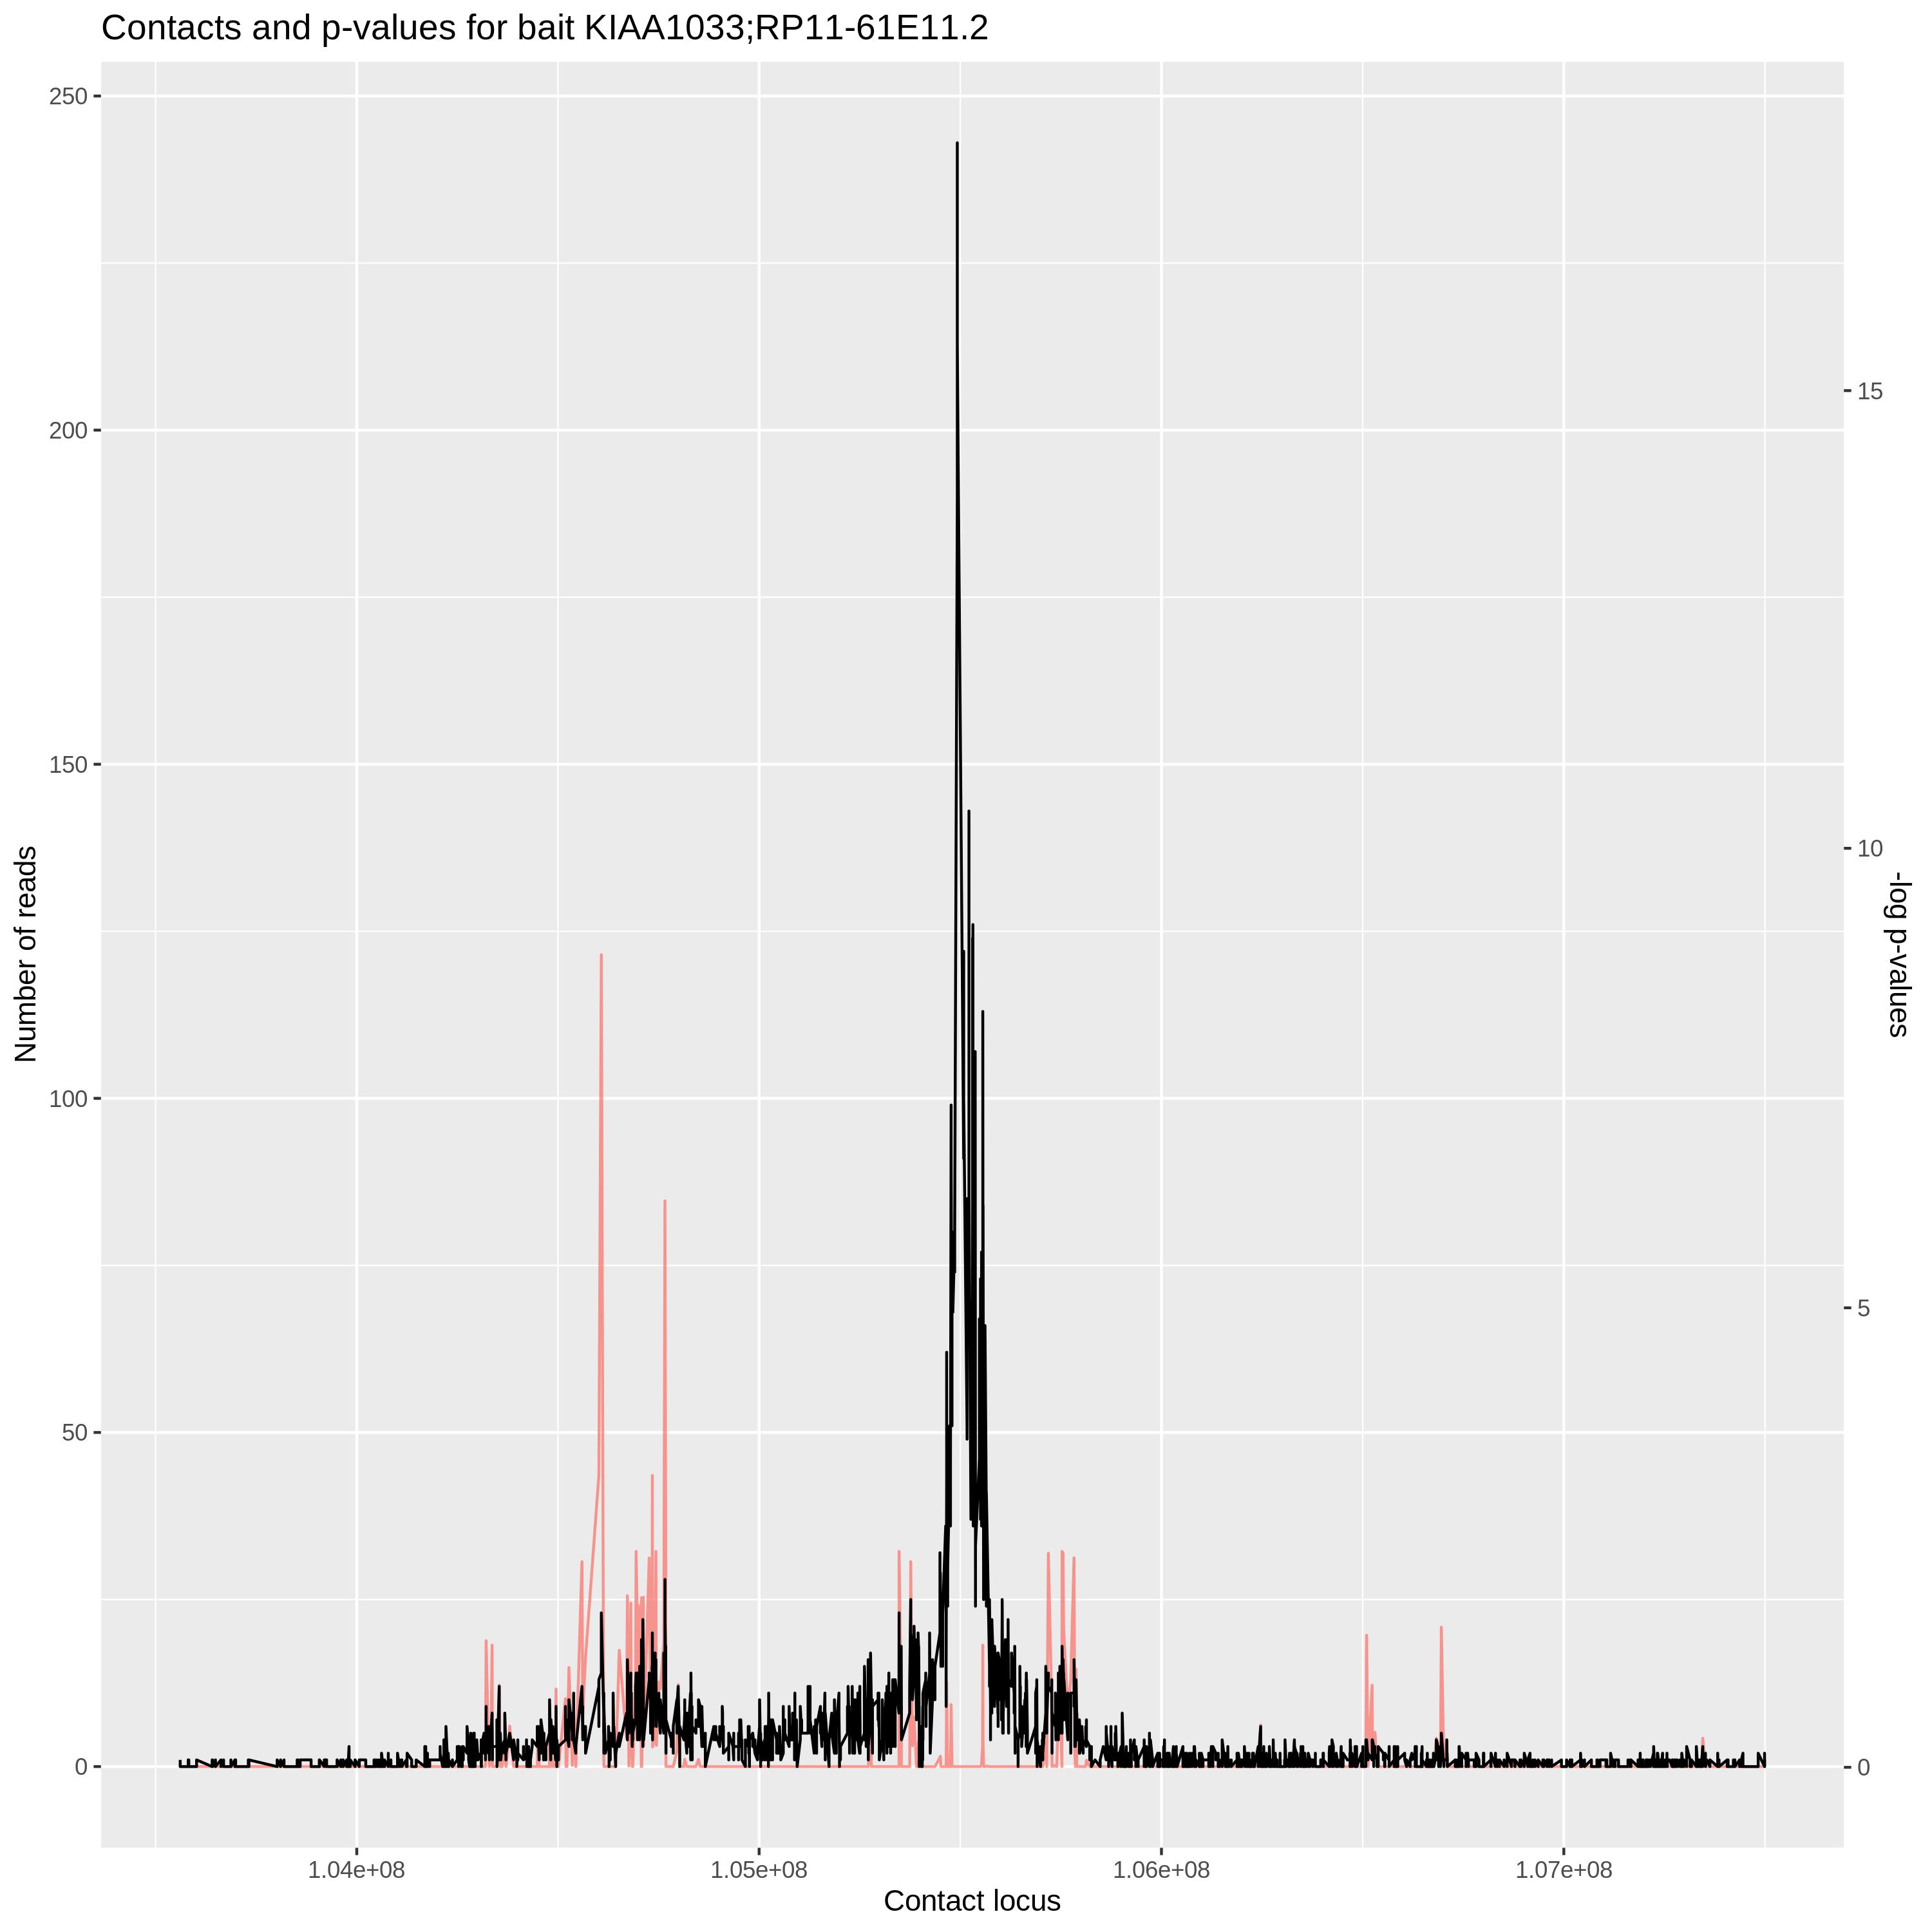 Contacts and p-values for bait KIAA1033;RP11-61E11.2
250
200
150
100
50
0
Number of reads
15
10
5
0
-log p-values
1.04e+08
1.05e+08
1.06e+08
1.07e+08
Contact locus